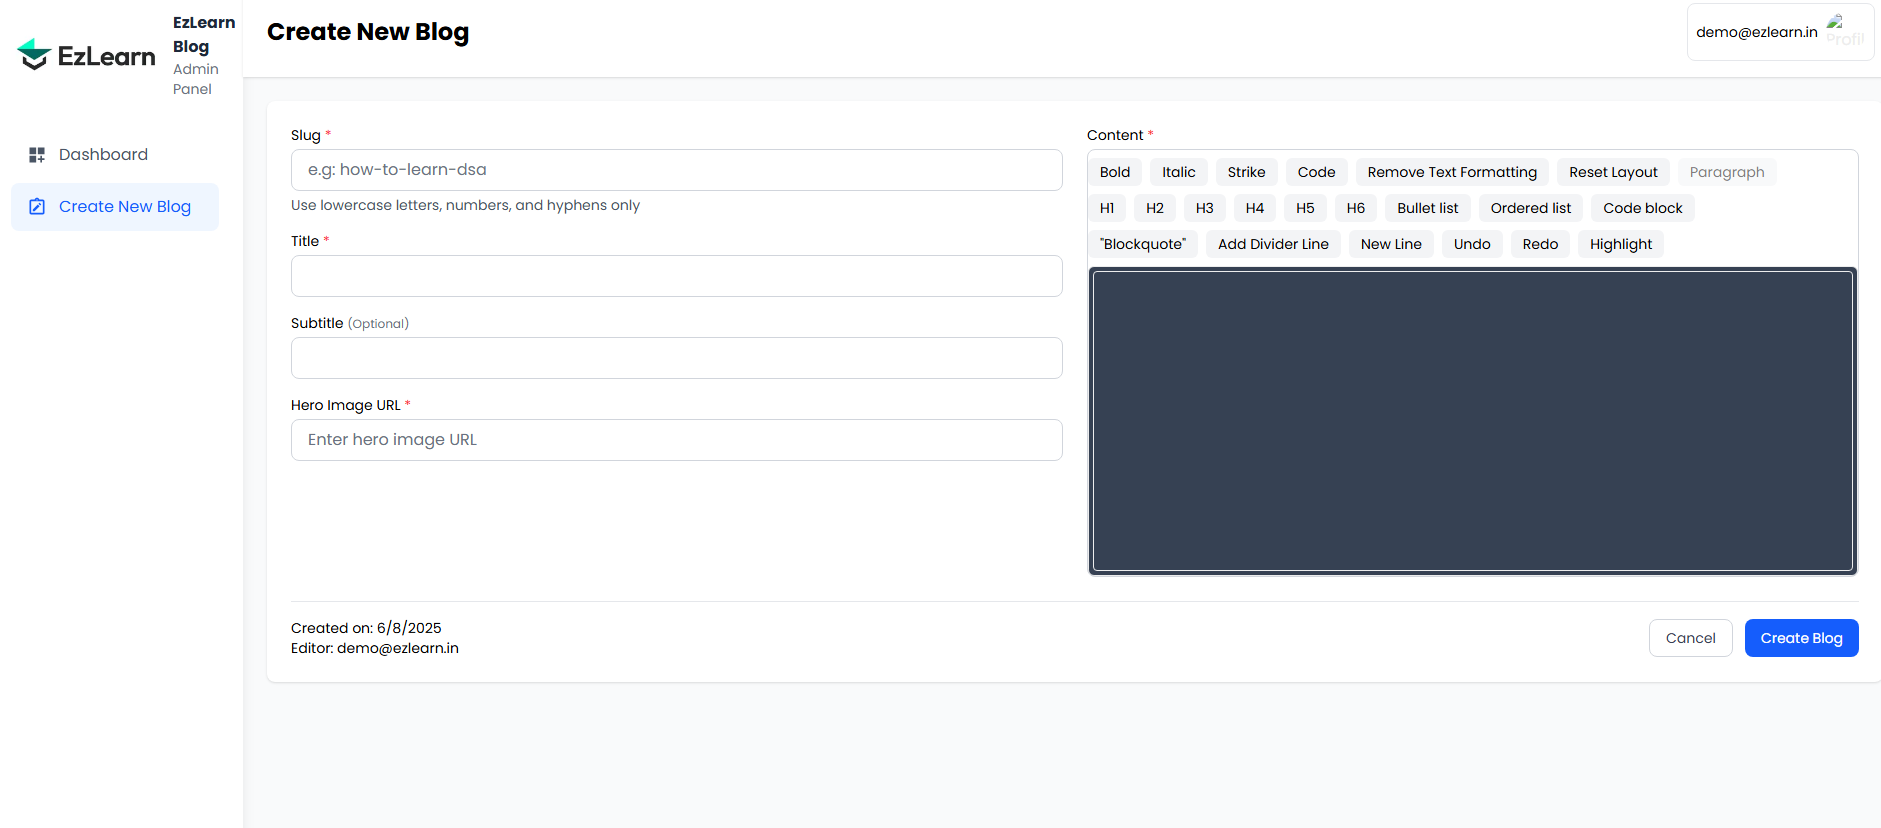 EzLearn
EzLearn
Blog
Admin
Panel
Dashboard
Create New Blog
Create New Blog
demo@ezlearn.in
Profil
Slug *
e.g: how-to-learn-dsa
Use lowercase letters, numbers, and hyphens only
Title *
Subtitle (Optional)
Hero Image URL *
Enter hero image URL
Content *
Bold Italic Strike Code Remove Text Formatting Reset Layout Paragraph
H1 H2 H3 H4 H5 H6 Bullet list Ordered list Code block
"Blockquote" Add Divider Line New Line Undo Redo Highlight
Created on: 6/8/2025
Editor: demo@ezlearn.in
Cancel Create Blog